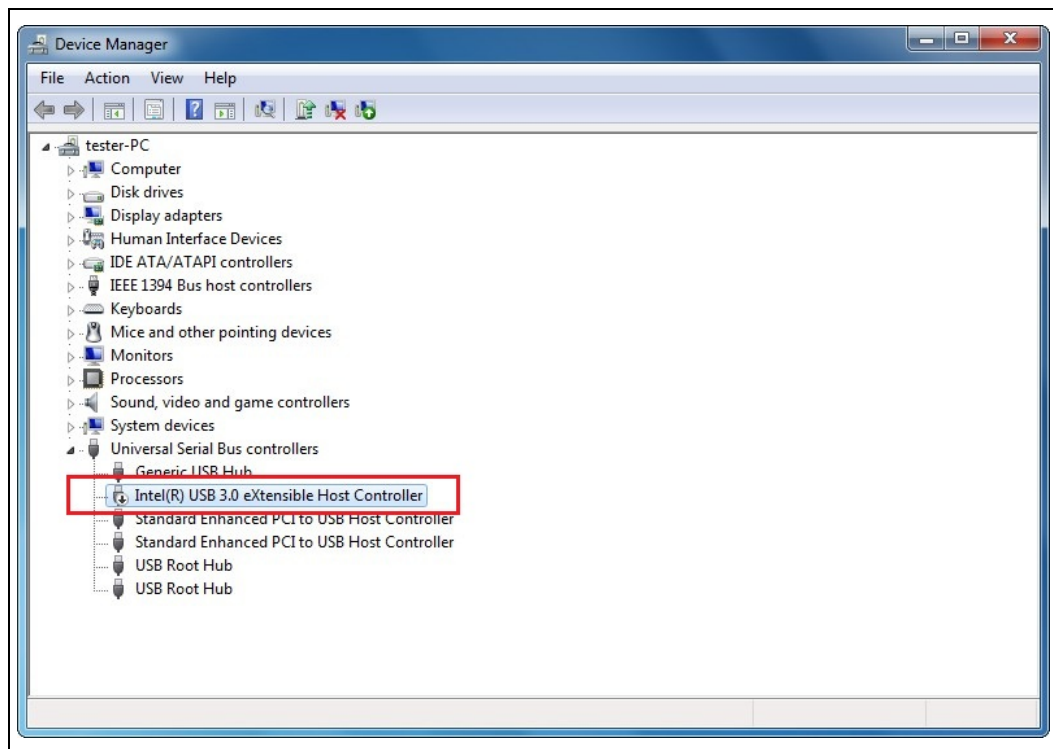 Device Manager
File Action View Help
tester-PC
Computer
Disk drives
Display adapters
Human Interface Devices
IDE ATA/ATAPI controllers
IEEE 1394 Bus host controllers
Keyboards
Mice and other pointing devices
Monitors
Processors
Sound, video and game controllers
System devices
Universal Serial Bus controllers
Generic USB Hub
Intel(R) USB 3.0 eXtensible Host Controller
Standard Enhanced PCI to USB Host Controller
Standard Enhanced PCI to USB Host Controller
USB Root Hub
USB Root Hub